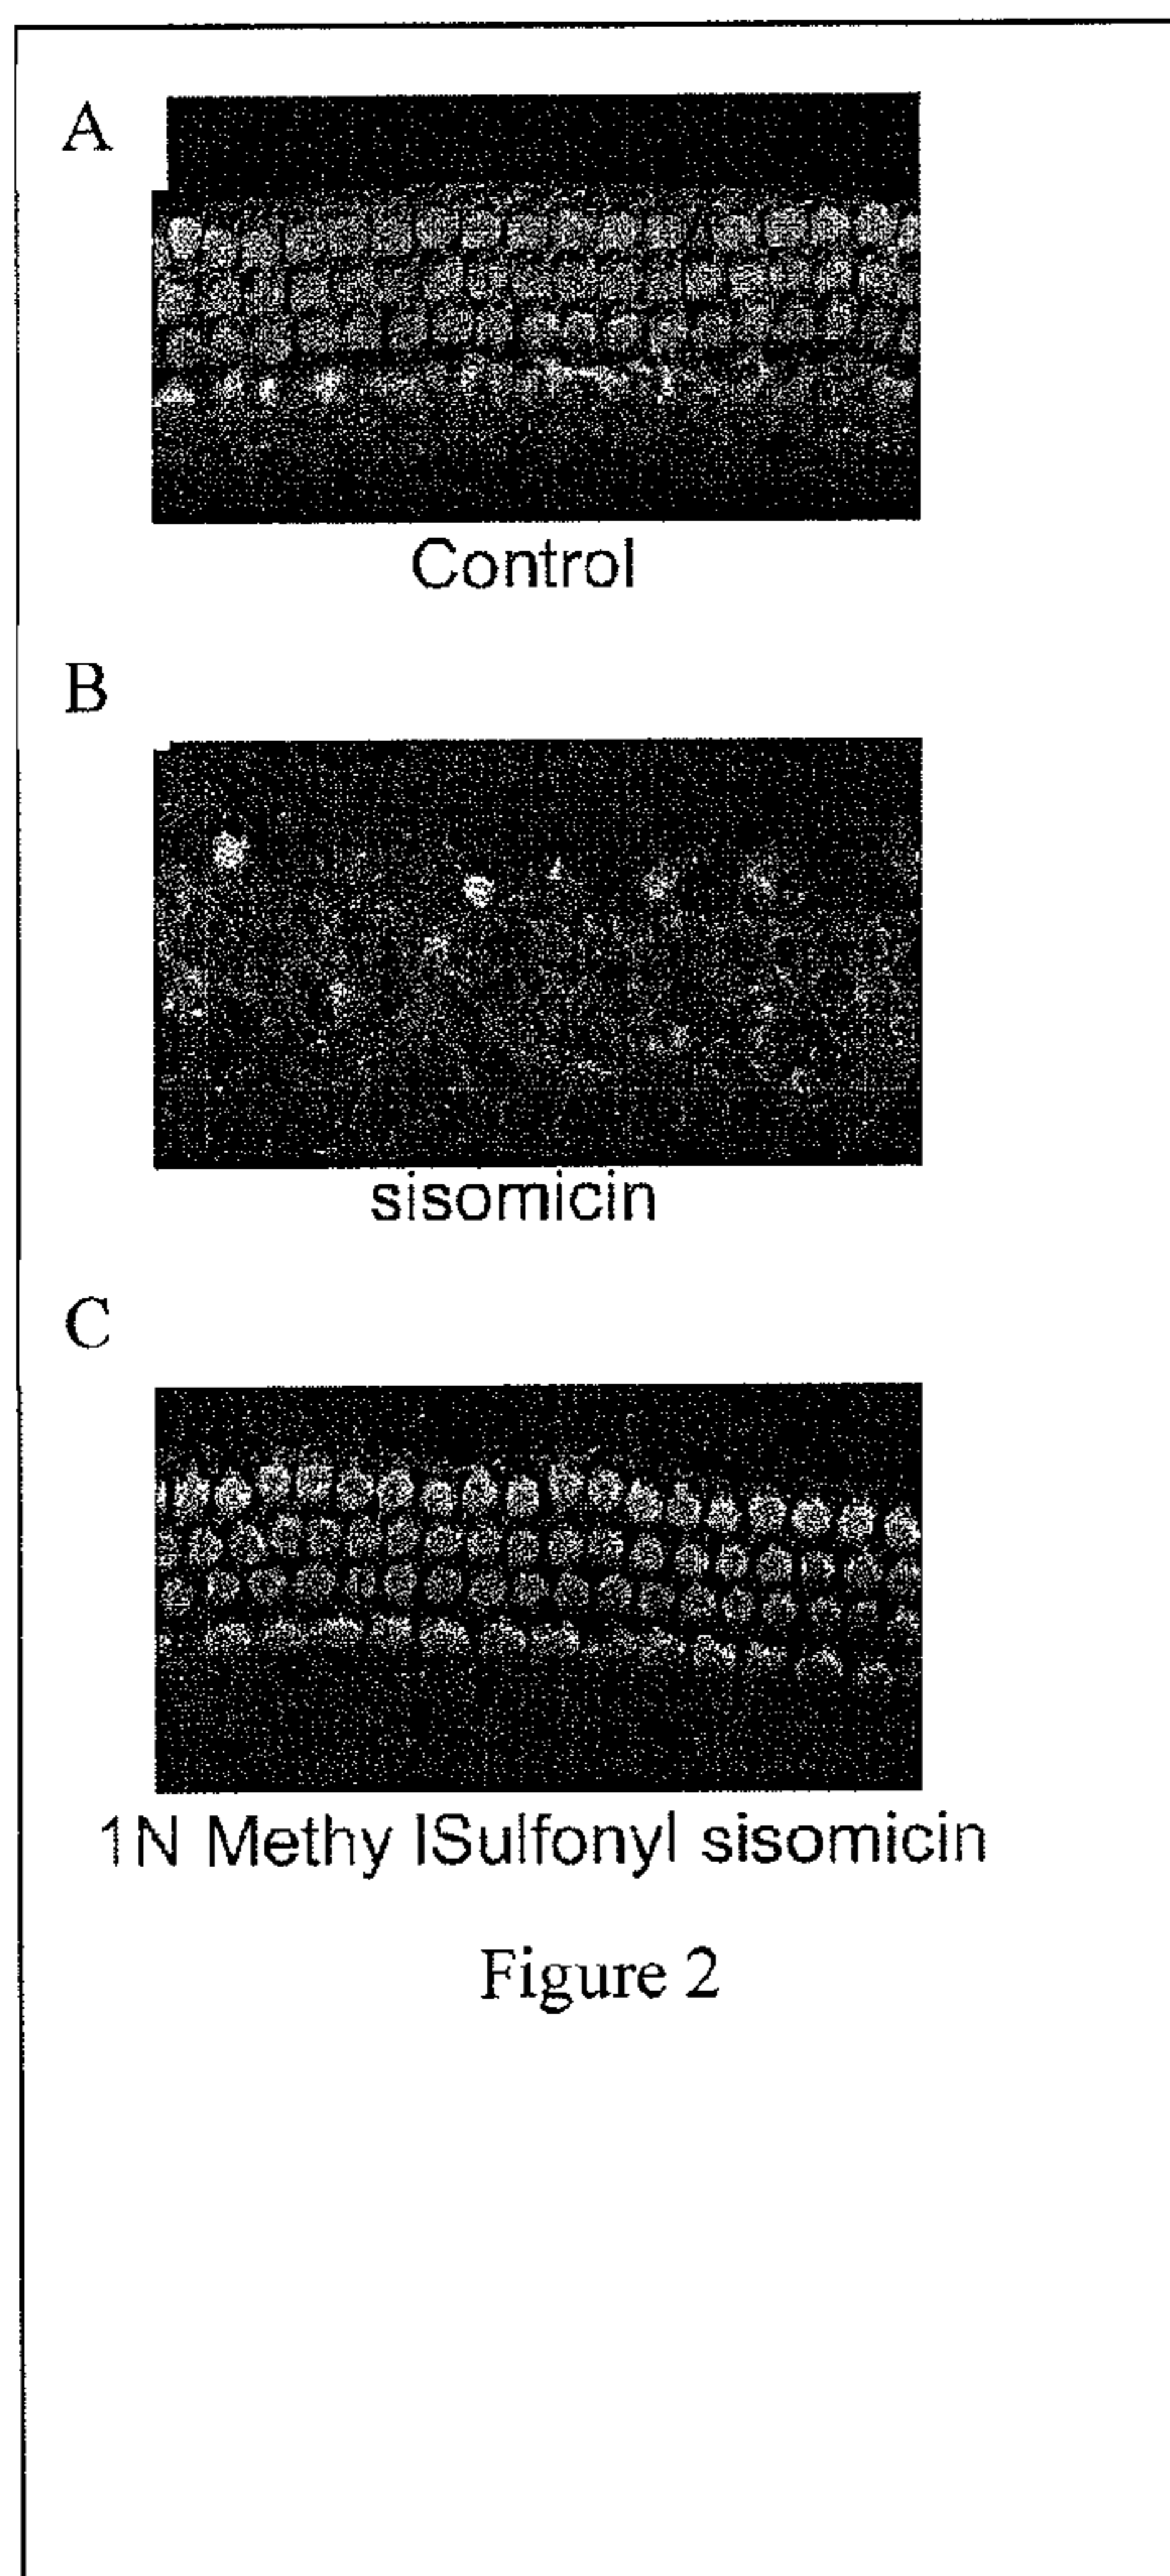 A
Control
B
sisomicin
C
1N Methy lSulfonyl sisomicin
Figure 2